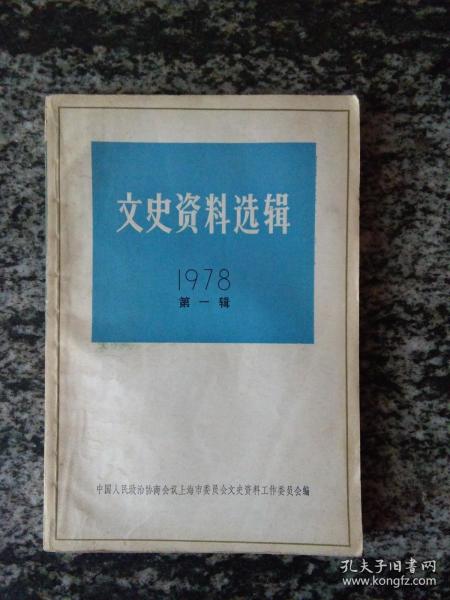 文史资料选辑
1978
第一辑
中国人民政治协商会议上海市委员会文史资料工作委员会编
孔夫子旧书网
www.kongfz.com